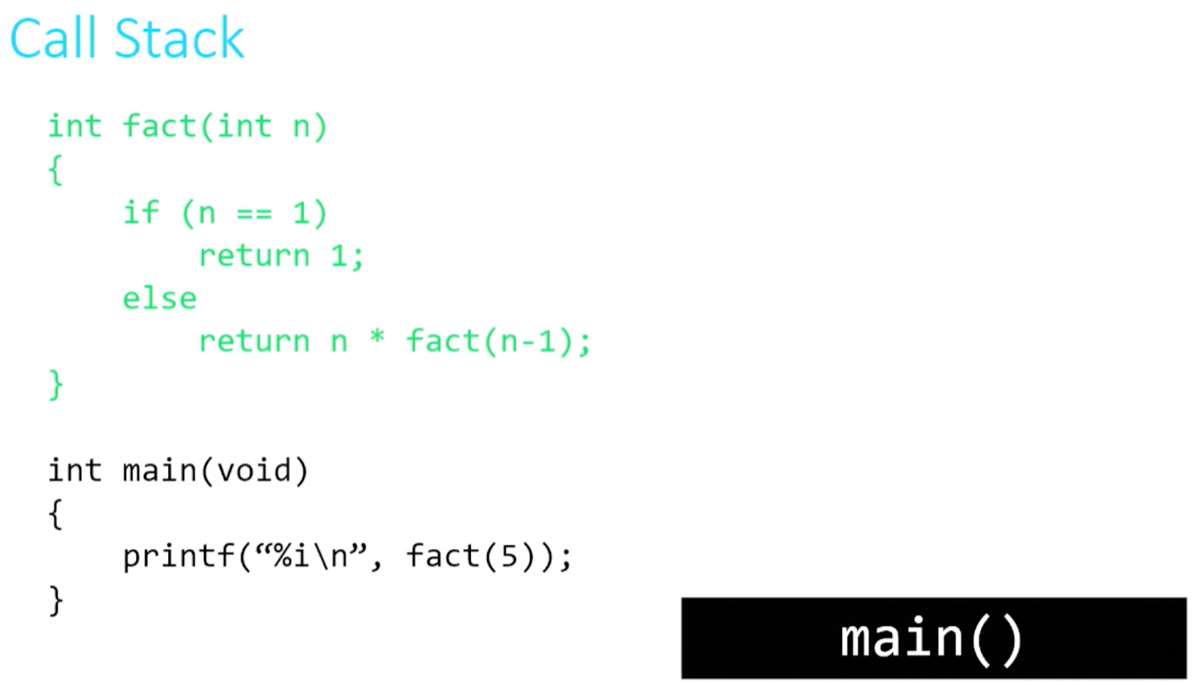 Call Stack
int fact(int n)
{
if (n == 1)
return 1;
else
return n * fact(n-1);
}
int main(void)
{
printf(“%i\n”, fact(5));
}
main()